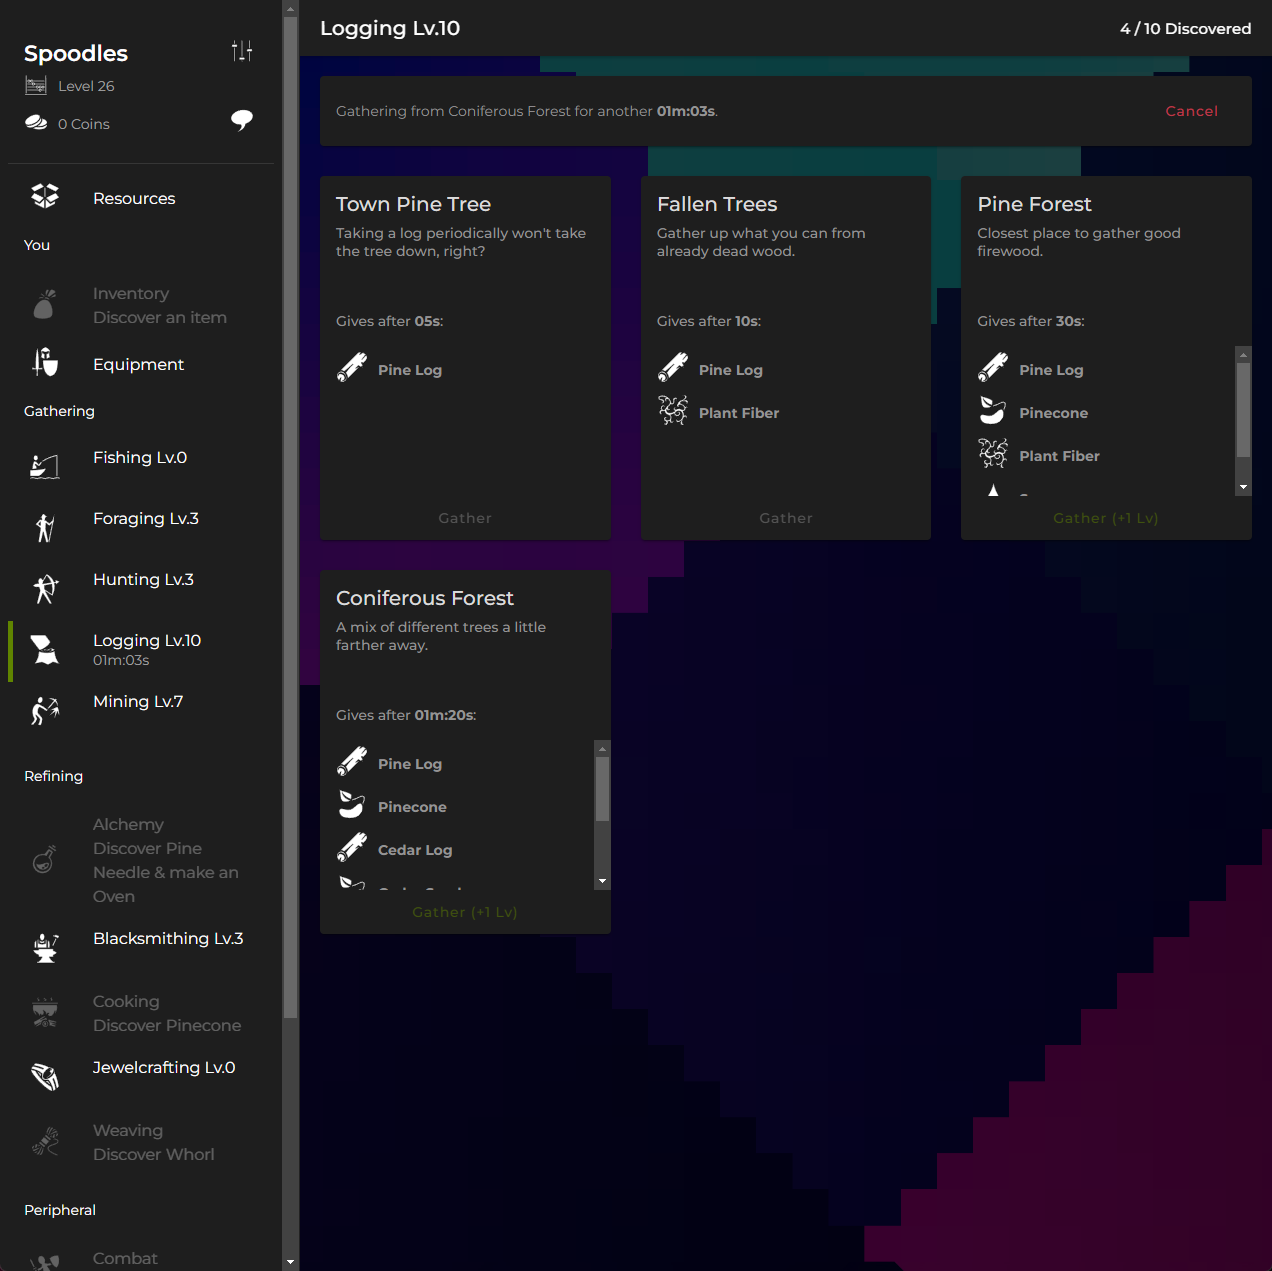 Spoodles
Level 26
0 Coins
Resources
You
Inventory
Discover an item
Equipment
Gathering
Fishing Lv.0
Foraging Lv.3
Hunting Lv.3
Logging Lv.10
01m:03s
Mining Lv.7
Refining
Alchemy
Discover Pine
Needle & make an
Oven
Blacksmithing Lv.3
Cooking
Discover Pinecone
Jewelcrafting Lv.0
Weaving
Discover Whorl
Peripheral
Combat
Logging Lv.10
4 / 10 Discovered
Gathering from Coniferous Forest for another 01m:03s.
Cancel
Town Pine Tree
Taking a log periodically won't take
the tree down, right?
Gives after 05s:
Pine Log
Gather
Fallen Trees
Gather up what you can from
already dead wood.
Gives after 10s:
Pine Log
Plant Fiber
Gather
Pine Forest
Closest place to gather good
firewood.
Gives after 30s:
Pine Log
Pinecone
Plant Fiber
Gather (+1 Lv)
Coniferous Forest
A mix of different trees a little
farther away.
Gives after 01m:20s:
Pine Log
Pinecone
Cedar Log
Gather (+1 Lv)